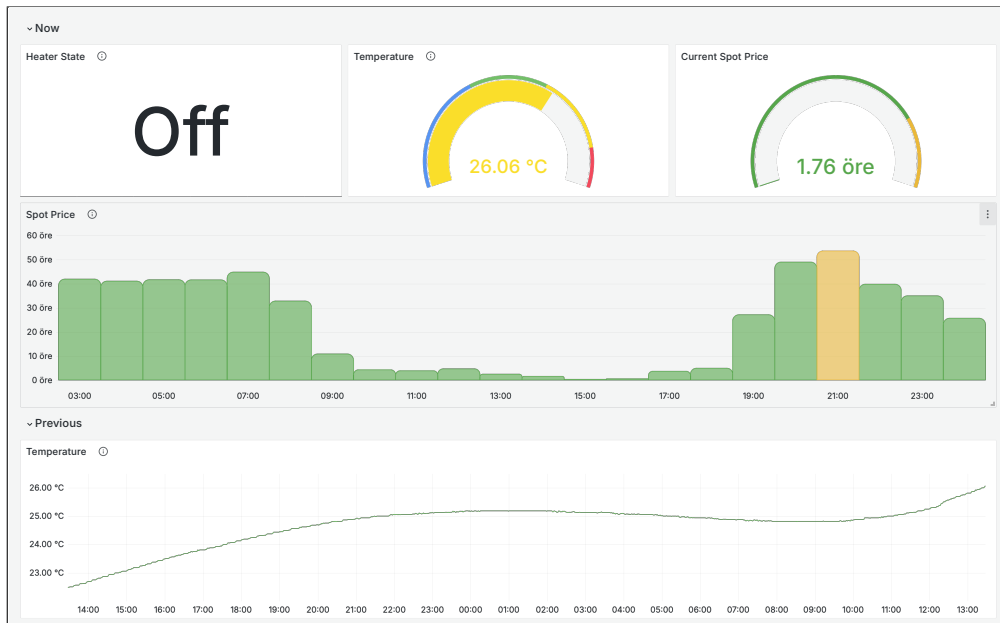 Now
Heater State
Temperature
Current Spot Price
Off
26.06 °C
1.76 öre
Spot Price
60 öre
50 öre
40 öre
30 öre
20 öre
10 öre
0 öre
03:00 05:00 07:00 09:00 11:00 13:00 15:00 17:00 19:00 21:00 23:00
Previous
Temperature
26.00 °C
25.00 °C
24.00 °C
23.00 °C
14:00 15:00 16:00 17:00 18:00 19:00 20:00 21:00 22:00 23:00 00:00 01:00 02:00 03:00 04:00 05:00 06:00 07:00 08:00 09:00 10:00 11:00 12:00 13:00